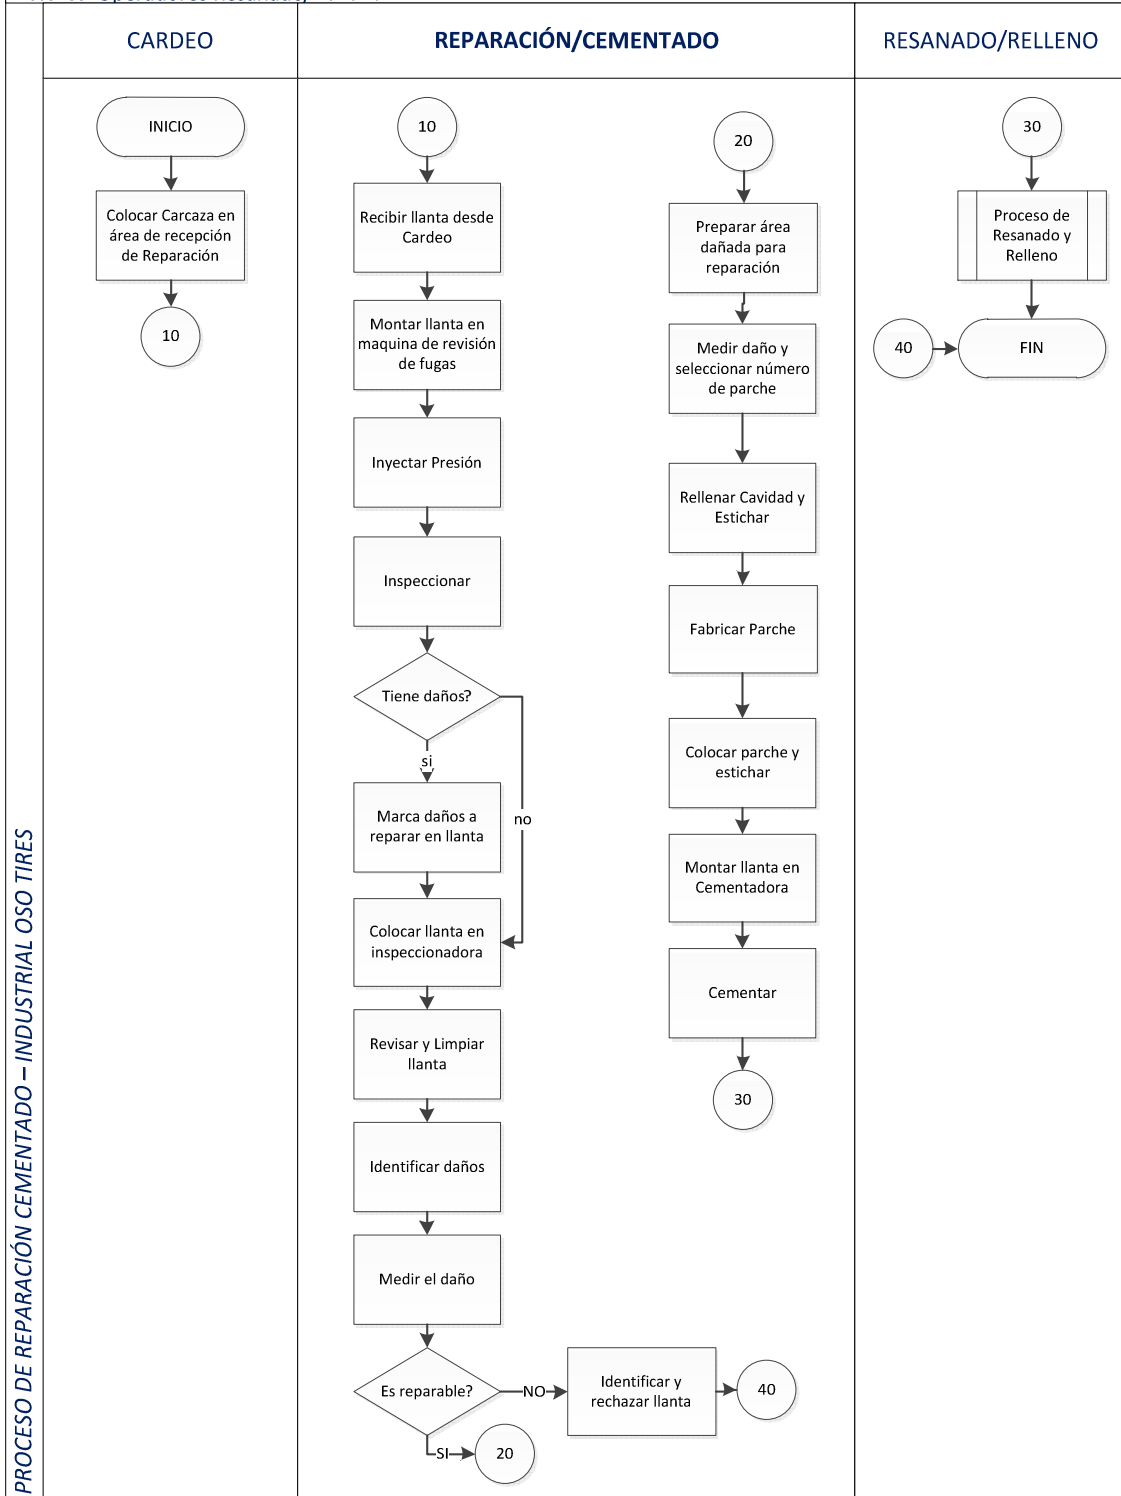 CARDEO
REPARACIÓN/CEMENTADO
RESANADO/RELLENO
PROCESO DE REPARACIÓN CEMENTADO – INDUSTRIAL OSO TIRES
INICIO
Colocar Carcaza en
área de recepción
de Reparación
10
10
Recibir llanta desde
Cardeo
Montar llanta en
maquina de revisión
de fugas
Inyectar Presión
Inspeccionar
Tiene daños?
si
no
Marca daños a
reparar en llanta
Colocar llanta en
inspeccionadora
Revisar y Limpiar
llanta
Identificar daños
Medir el daño
Es reparable?
NO
Identificar y
rechazar llanta
40
SI
20
20
Preparar área
dañada para
reparación
Medir daño y
seleccionar número
de parche
Rellenar Cavidad y
Estichar
Fabricar Parche
Colocar parche y
estichar
Montar llanta en
Cementadora
Cementar
30
30
Proceso de
Resanado y
Relleno
40
FIN